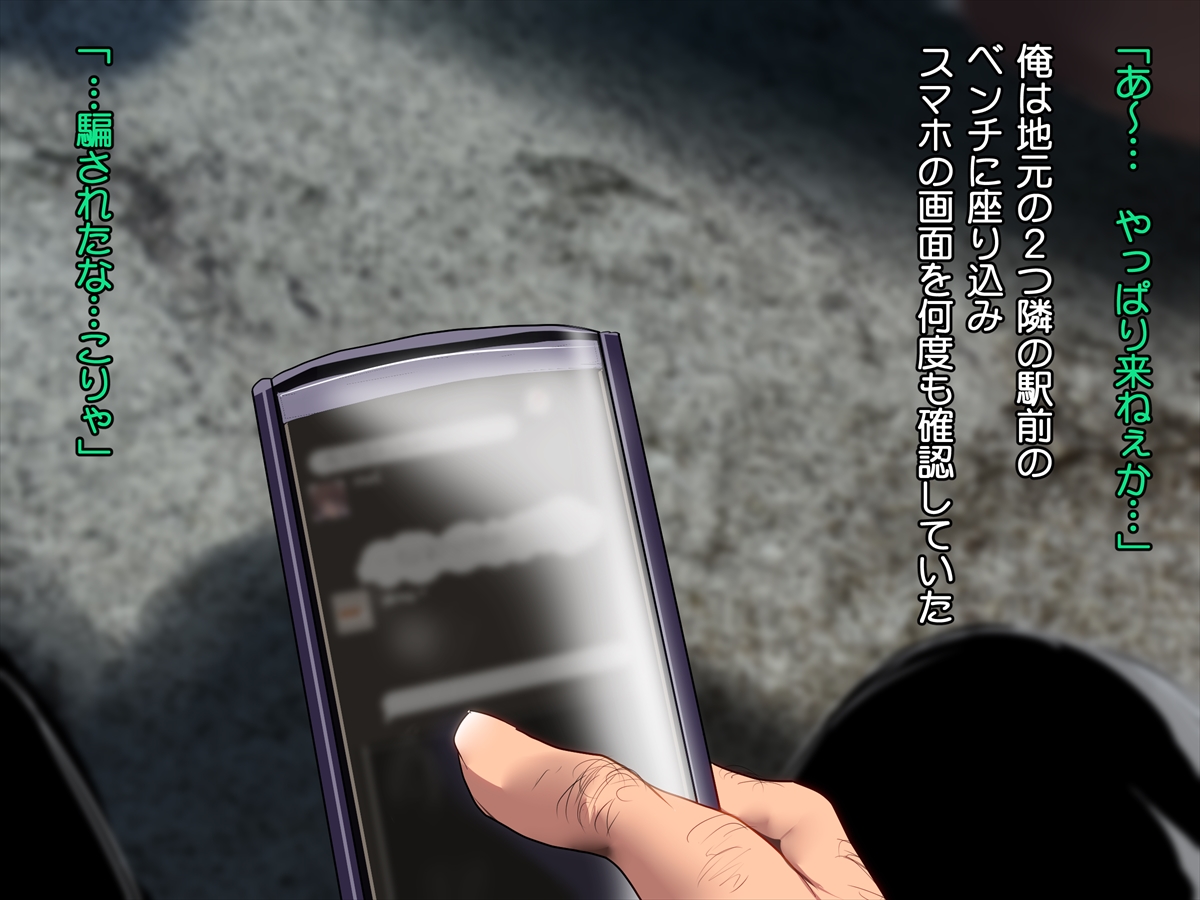 「あ～…　やっぱり来ねぇか…」
俺は地元の２つ隣の駅前の
ベンチに座り込み
スマホの画面を何度も確認していた
「…騙されたな…こりゃ」